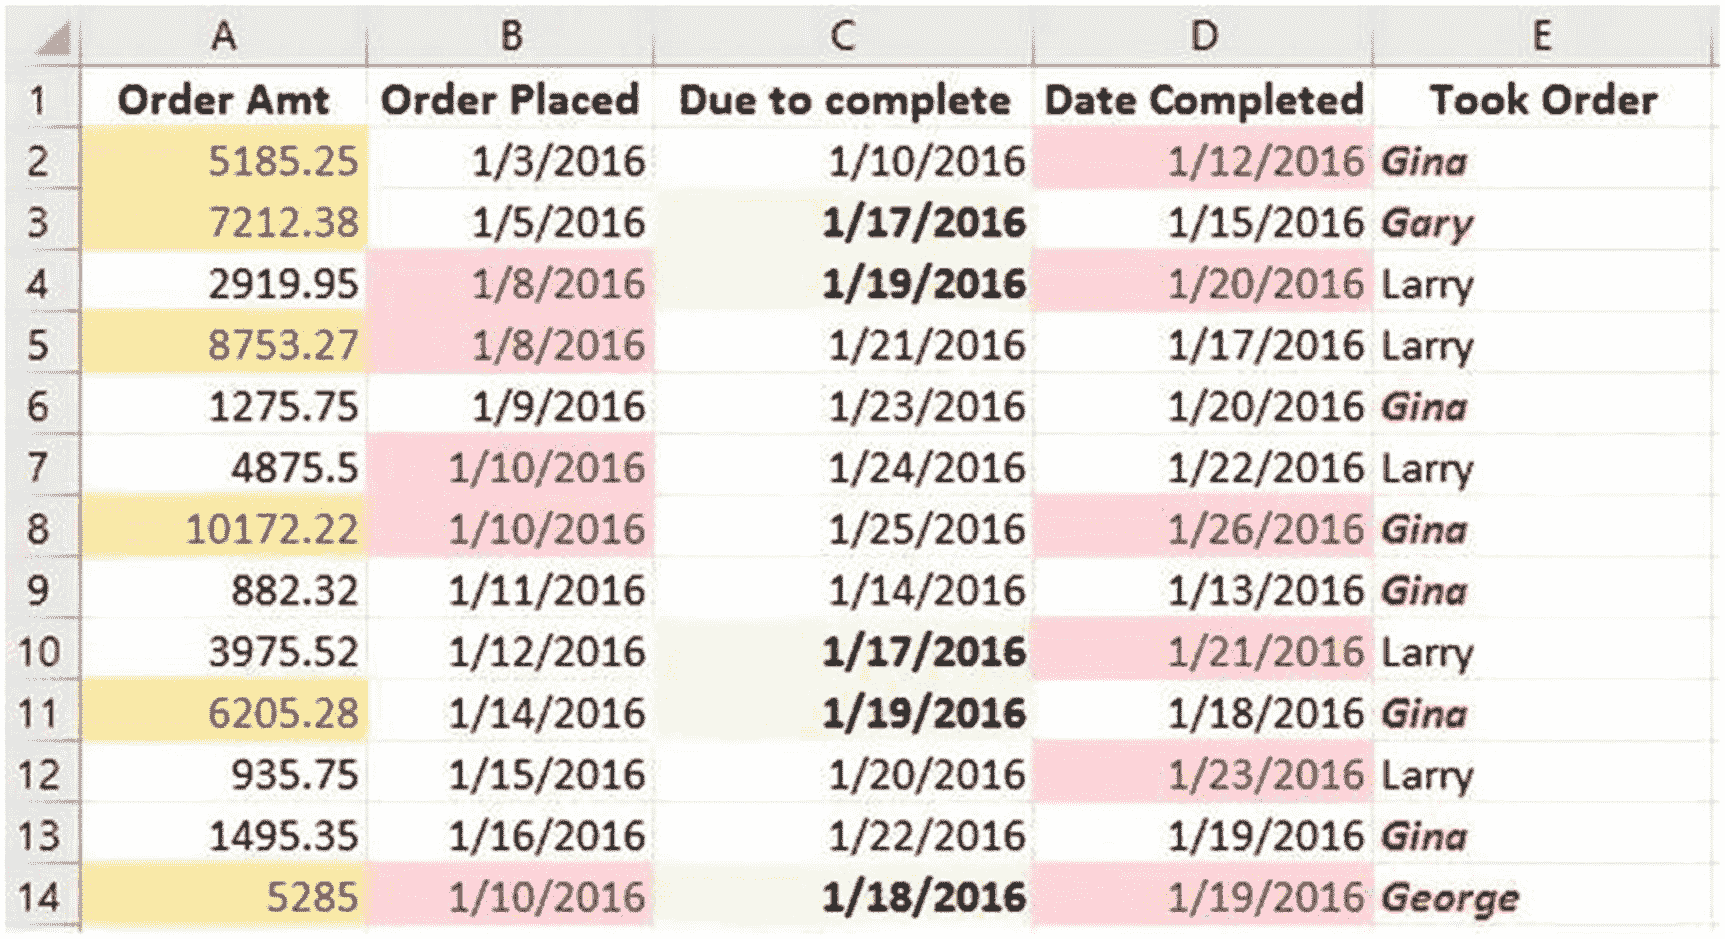 A B C D E
1 Order Amt Order Placed Due to complete Date Completed Took Order
2 5185.25 1/3/2016 1/10/2016 1/12/2016 Gina
3 7212.38 1/5/2016 1/17/2016 1/15/2016 Gary
4 2919.95 1/8/2016 1/19/2016 1/20/2016 Larry
5 8753.27 1/8/2016 1/21/2016 1/17/2016 Larry
6 1275.75 1/9/2016 1/23/2016 1/20/2016 Gina
7 4875.5 1/10/2016 1/24/2016 1/22/2016 Larry
8 10172.22 1/10/2016 1/25/2016 1/26/2016 Gina
9 882.32 1/11/2016 1/14/2016 1/13/2016 Gina
10 3975.52 1/12/2016 1/17/2016 1/21/2016 Larry
11 6205.28 1/14/2016 1/19/2016 1/18/2016 Gina
12 935.75 1/15/2016 1/20/2016 1/23/2016 Larry
13 1495.35 1/16/2016 1/22/2016 1/19/2016 Gina
14 5285 1/10/2016 1/18/2016 1/19/2016 George